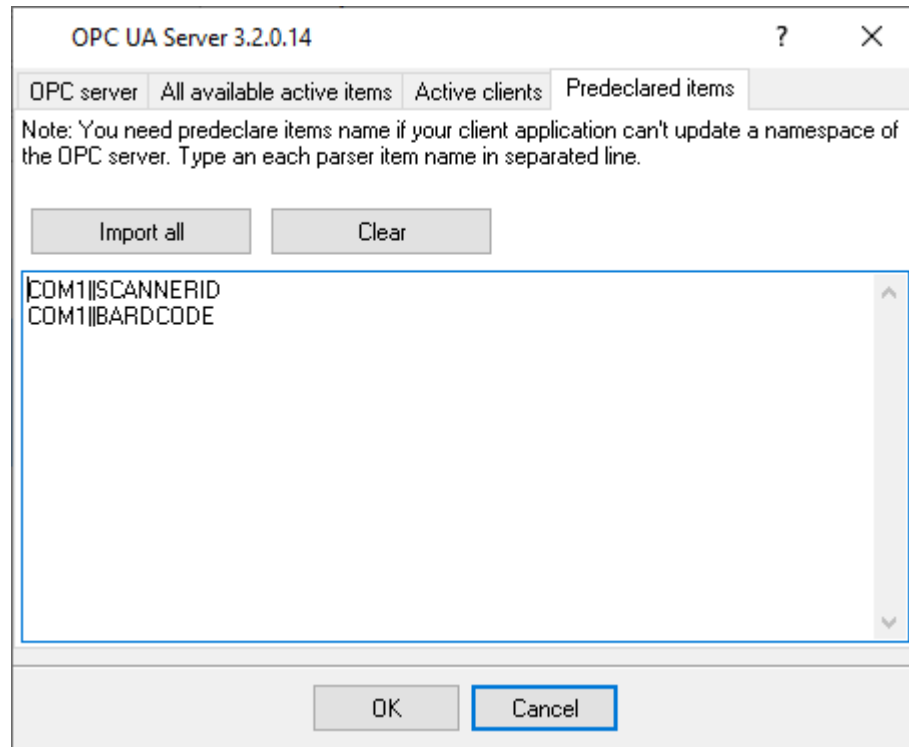 OPC UA Server 3.2.0.14
?
OPC server
All available active items
Active clients
Predeclared items
Note: You need predeclare items name if your client application can't update a namespace of
the OPC server. Type an each parser item name in separated line.
Import all
Clear
COM1||SCANNERID
COM1||BARDCODE
OK
Cancel